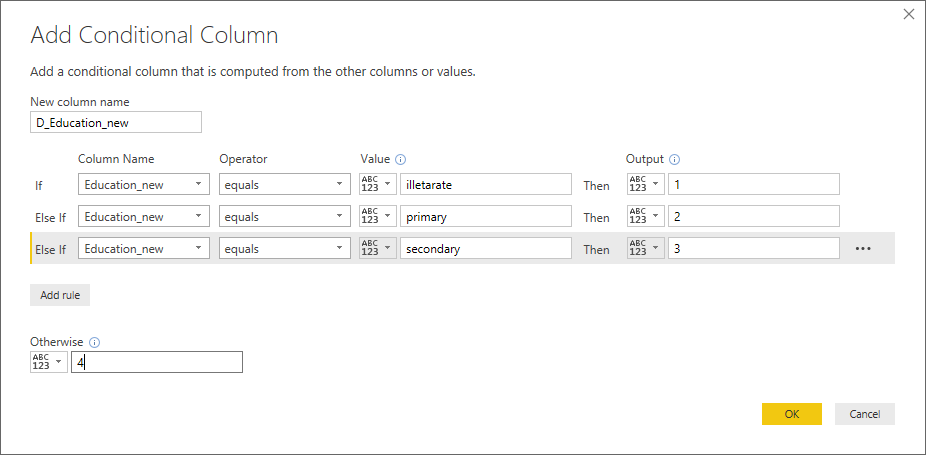 Add Conditional Column
Add a conditional column that is computed from the other columns or values.
New column name
D_Education_new
Column Name Operator Value Output
If Education_new equals ABC 123 illetarate Then ABC 123 1
Else If Education_new equals ABC 123 primary Then ABC 123 2
Else If Education_new equals ABC 123 secondary Then ABC 123 3
Add rule
Otherwise
ABC 123 4
OK Cancel